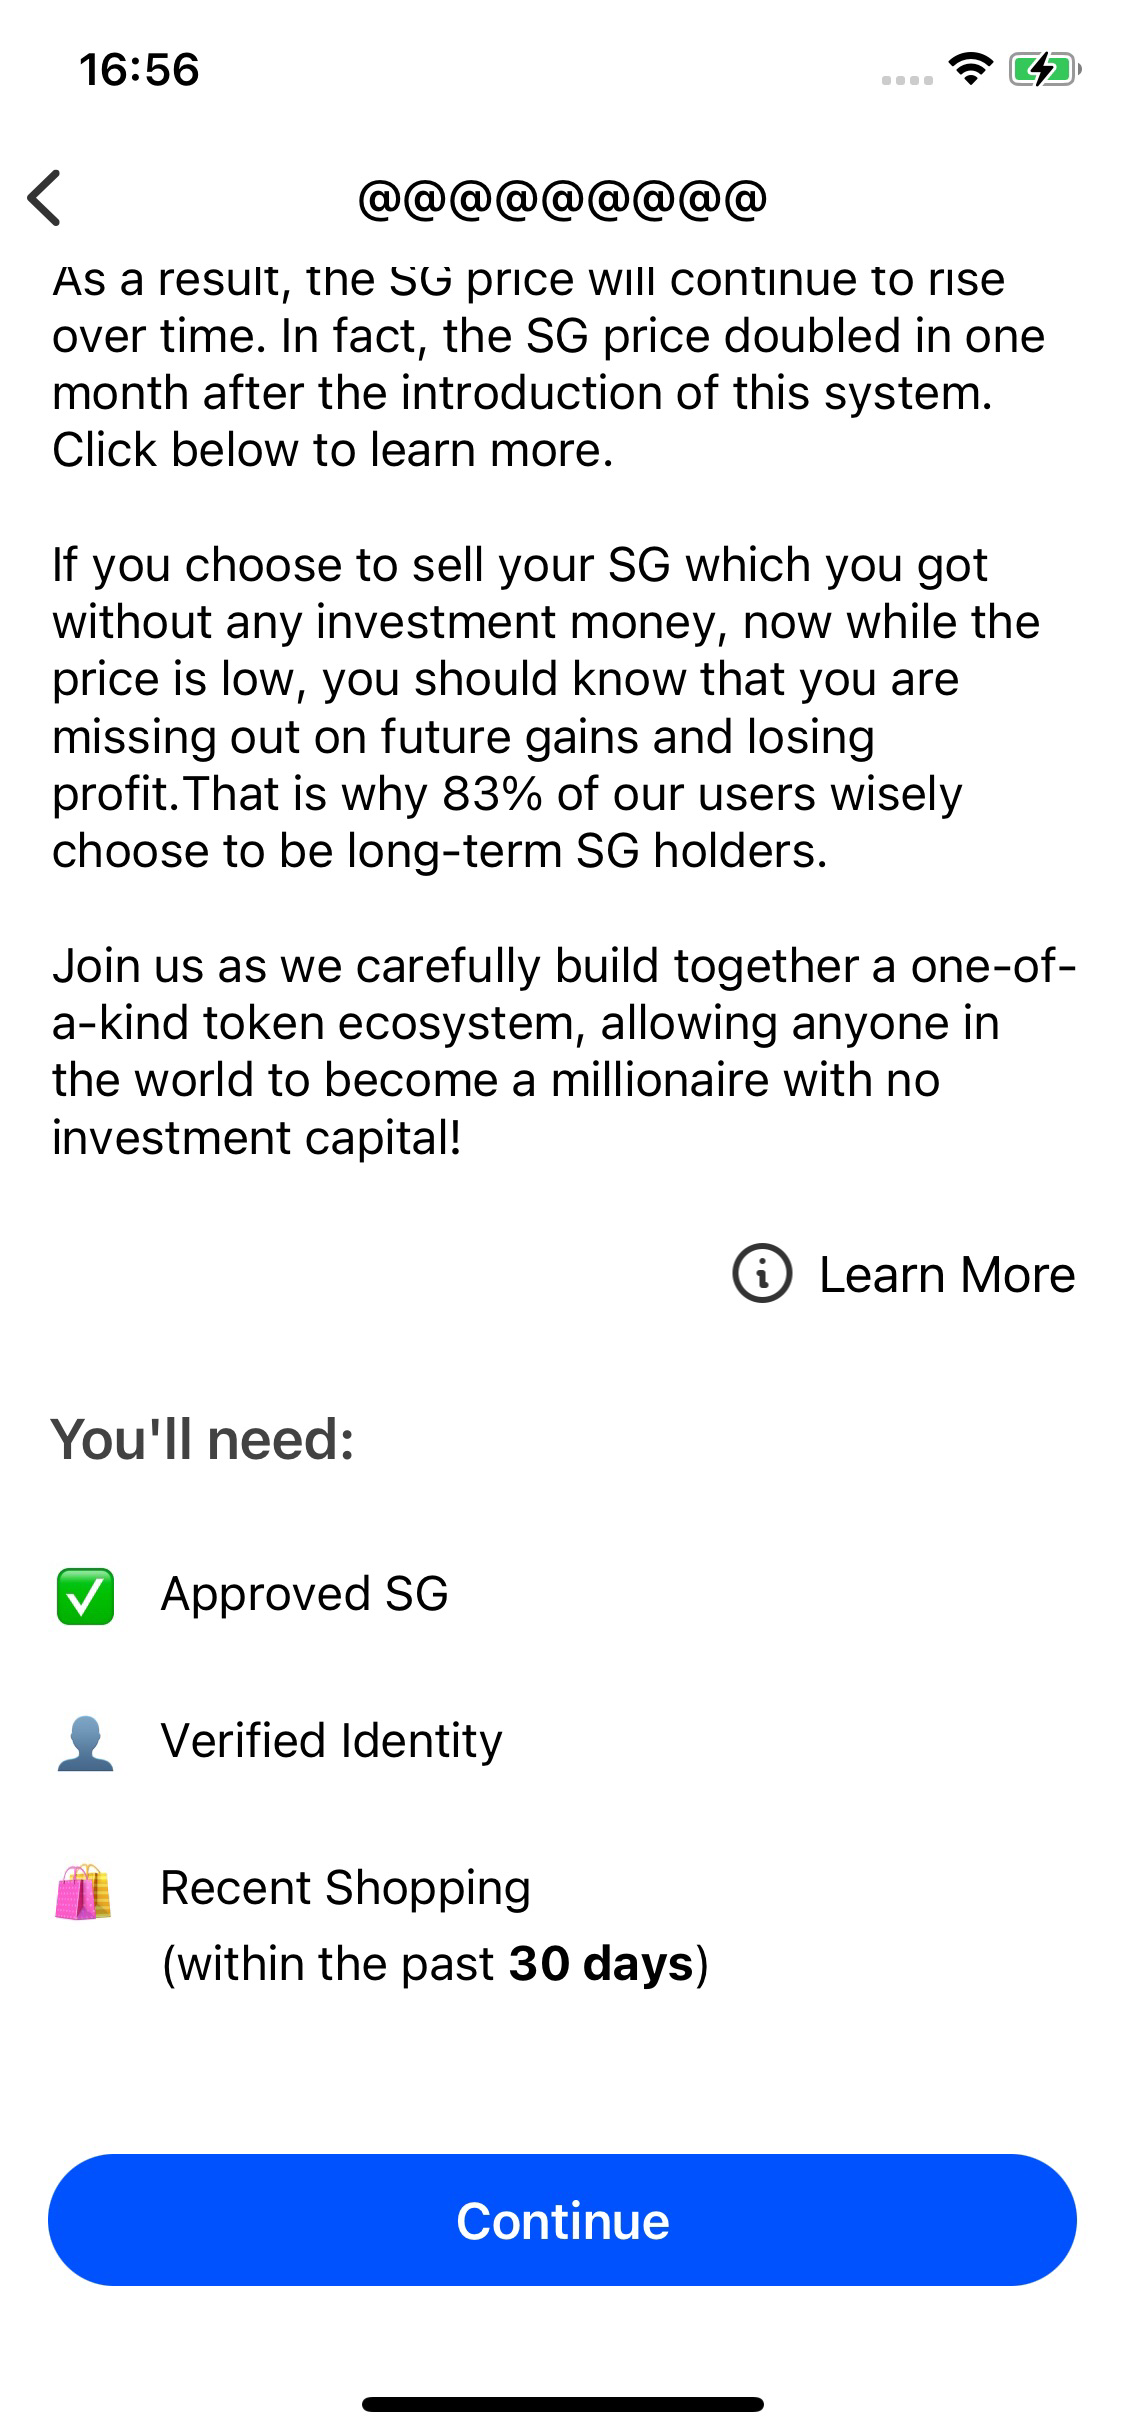 16:56
@@@@@@@@@
As a result, the SG price will continue to rise
over time. In fact, the SG price doubled in one
month after the introduction of this system.
Click below to learn more.
If you choose to sell your SG which you got
without any investment money, now while the
price is low, you should know that you are
missing out on future gains and losing
profit.That is why 83% of our users wisely
choose to be long-term SG holders.
Join us as we carefully build together a one-of-
a-kind token ecosystem, allowing anyone in
the world to become a millionaire with no
investment capital!
Learn More
You'll need:
Approved SG
Verified Identity
Recent Shopping
(within the past 30 days)
Continue